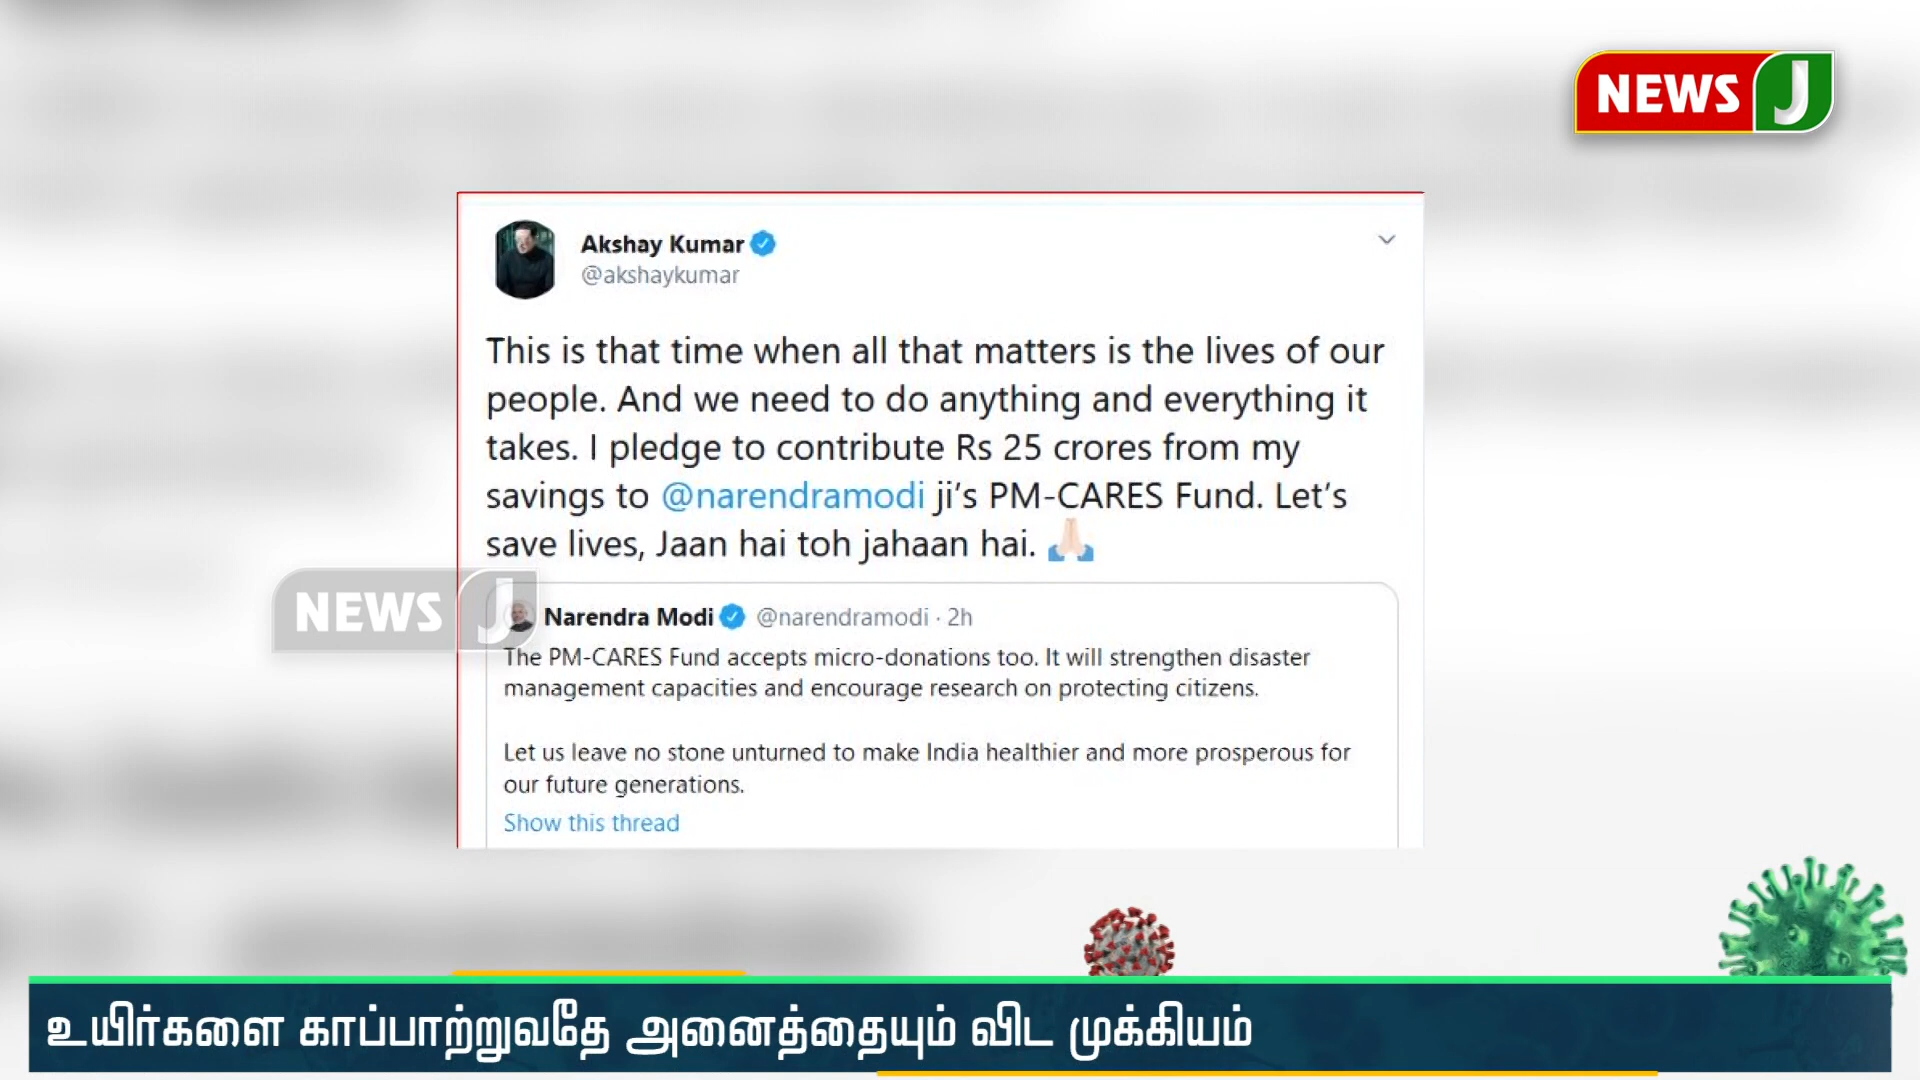 NEWS J
Akshay Kumar
@akshaykumar
This is that time when all that matters is the lives of our
people. And we need to do anything and everything it
takes. I pledge to contribute Rs 25 crores from my
savings to @narendramodi ji's PM-CARES Fund. Let's
save lives, Jaan hai toh jahaan hai. 🙏🏻
NEWS J
Narendra Modi @narendramodi · 2h
The PM-CARES Fund accepts micro-donations too. It will strengthen disaster
management capacities and encourage research on protecting citizens.
Let us leave no stone unturned to make India healthier and more prosperous for
our future generations.
Show this thread
உயிர்களை காப்பாற்றுவதே அனைத்தையும் விட முக்கியம்